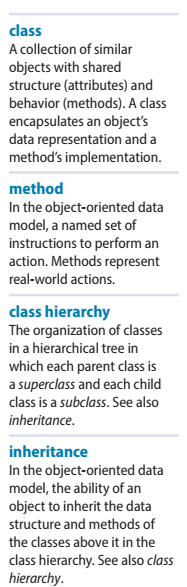 class
A collection of similar
objects with shared
structure (attributes) and
behavior (methods). A class
encapsulates an object's
data representation and a
method's implementation.
method
In the object-oriented data
model, a named set of
instructions to perform an
action. Methods represent
real-world actions.
class hierarchy
The organization of classes
in a hierarchical tree in
which each parent class is
a superclass and each child
class is a subclass. See also
inheritance.
inheritance
In the object-oriented data
model, the ability of an
object to inherit the data
structure and methods of
the classes above it in the
class hierarchy. See also class
hierarchy.